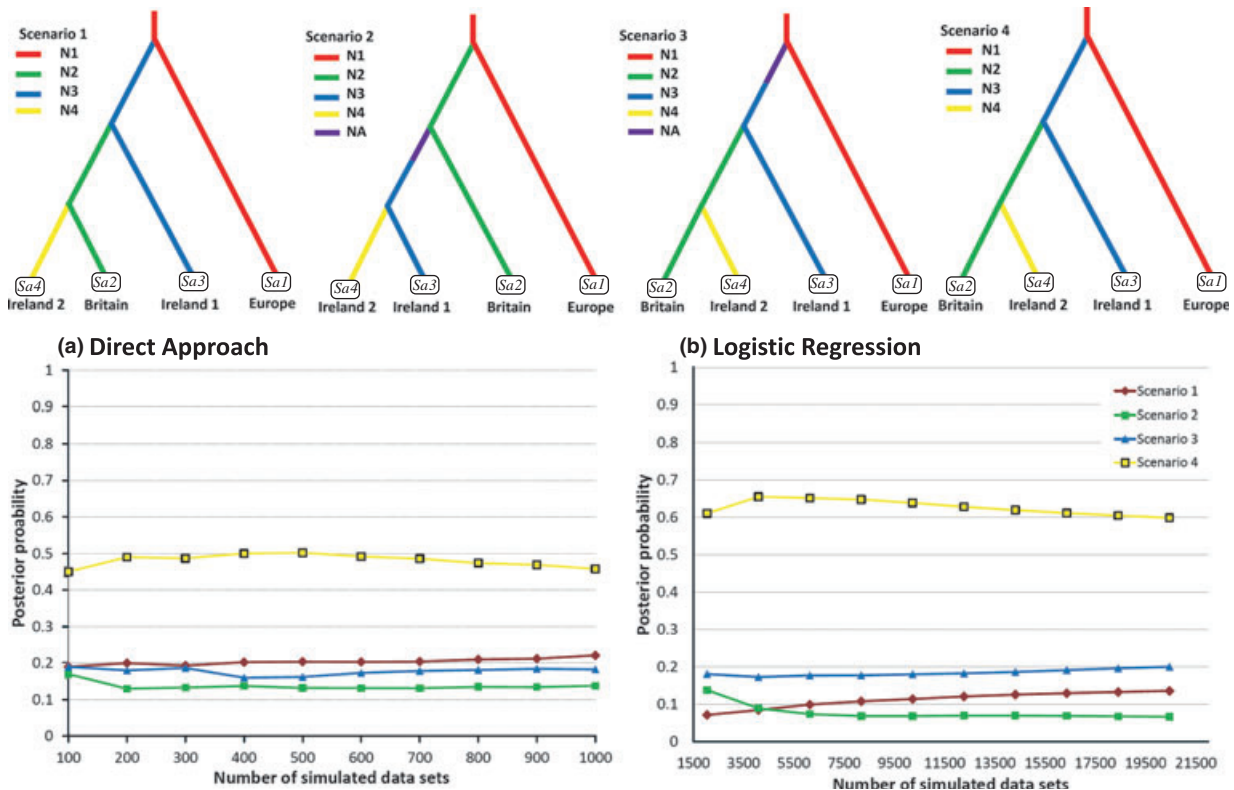 Scenario 1
N1
N2
N3
N4
Sa4
Sa2
Sa3
Sa1
Ireland 2
Britain
Ireland 1
Europe
Scenario 2
N1
N2
N3
N4
NA
Sa4
Sa3
Sa2
Sa1
Ireland 2
Ireland 1
Britain
Europe
Scenario 3
N1
N2
N3
N4
NA
Sa2
Sa4
Sa3
Sa1
Britain
Ireland 2
Ireland 1
Europe
Scenario 4
N1
N2
N3
N4
Sa2
Sa4
Sa3
Sa1
Britain
Ireland 2
Ireland 1
Europe
(a) Direct Approach
Posterior proability
1
0.9
0.8
0.7
0.6
0.5
0.4
0.3
0.2
0.1
0
100 200 300 400 500 600 700 800 900 1000
Number of simulated data sets
(b) Logistic Regression
Posterior probability
1
0.9
0.8
0.7
0.6
0.5
0.4
0.3
0.2
0.1
0
1500 3500 5500 7500 9500 11500 13500 15500 17500 19500 21500
Number of simulated data sets
Scenario 1
Scenario 2
Scenario 3
Scenario 4